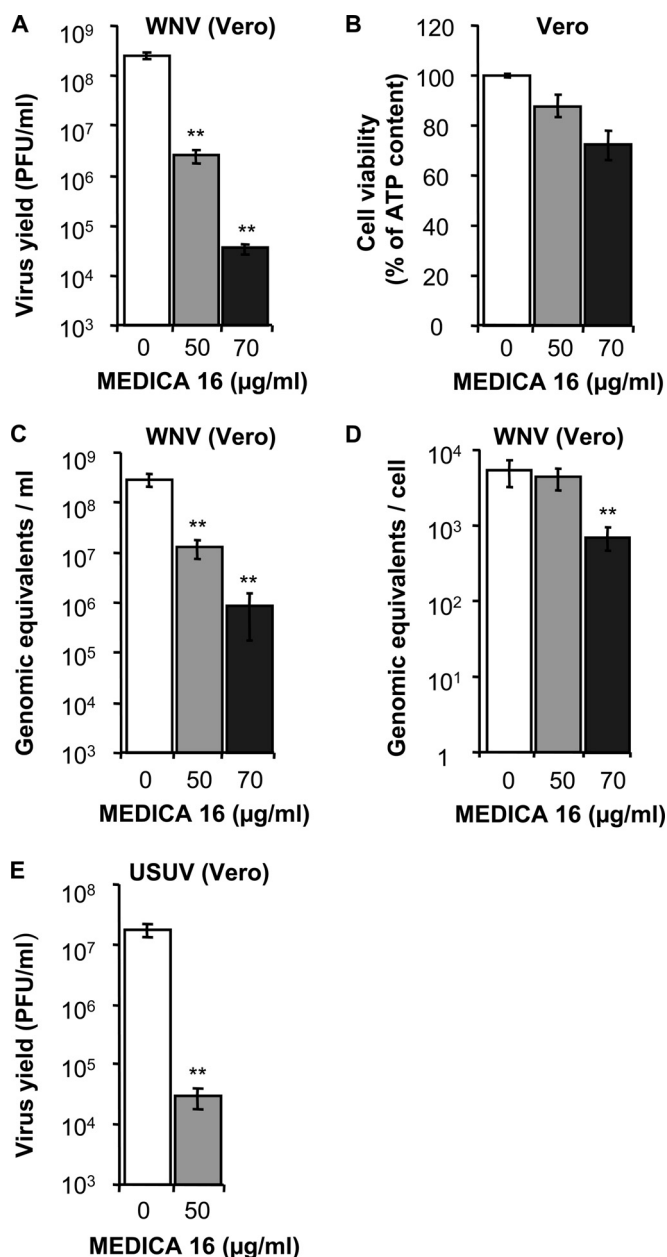 A
WNV (Vero)
Virus yield (PFU/ml)
10⁹
10⁸
10⁷
10⁶
10⁵
10⁴
10³
**
**
0 50 70
MEDICA 16 (µg/ml)
B
Vero
Cell viability
(% of ATP content)
120
100
80
60
40
20
0
0 50 70
MEDICA 16 (µg/ml)
C
WNV (Vero)
Genomic equivalents / ml
10⁹
10⁸
10⁷
10⁶
10⁵
10⁴
10³
**
**
0 50 70
MEDICA 16 (µg/ml)
D
WNV (Vero)
Genomic equivalents / cell
10⁴
10³
10²
10¹
1
**
0 50 70
MEDICA 16 (µg/ml)
E
USUV (Vero)
Virus yield (PFU/ml)
10⁸
10⁷
10⁶
10⁵
10⁴
10³
**
0 50
MEDICA 16 (µg/ml)